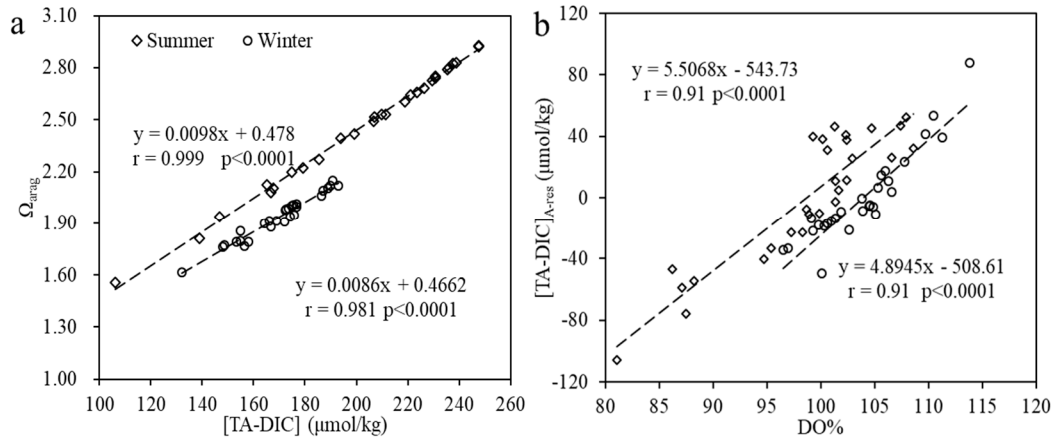 a
3.10
2.80
2.50
2.20
1.90
1.60
1.30
1.00
Ωarag
Summer
Winter
y = 0.0098x + 0.478
r = 0.999 p<0.0001
y = 0.0086x + 0.4662
r = 0.981 p<0.0001
100 120 140 160 180 200 220 240 260
[TA-DIC] (μmol/kg)
b
120
80
40
0
-40
-80
-120
[TA-DIC]A-res (μmol/kg)
y = 5.5068x - 543.73
r = 0.91 p<0.0001
y = 4.8945x - 508.61
r = 0.91 p<0.0001
80 85 90 95 100 105 110 115 120
DO%